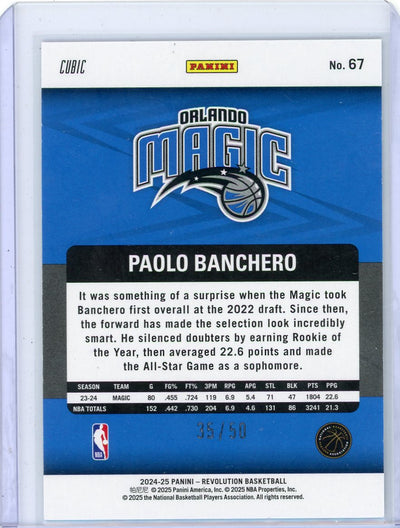 CUBIC
PANINI
No. 67
ORLANDO
MAGIC
PAOLO BANCHERO
It was something of a surprise when the Magic took
Banchero first overall at the 2022 draft. Since then,
the forward has made the selection look incredibly
smart. He silenced doubters by earning Rookie of
the Year, then averaged 22.6 points and made
the All-Star Game as a sophomore.
SEASON TEAM G FG% FT% 3PM RPG APG STL BLK PTS PPG
23-24 MAGIC 80 .455 .724 119 6.9 5.4 71 47 1804 22.6
NBA TOTALS 152 .442 .730 204 6.9 4.6 131 86 3241 21.3
35/50
NBA
2024-25 PANINI – REVOLUTION BASKETBALL
帕尼尼 © 2025 Panini America, Inc. © 2025 NBA Properties, Inc.
© 2025 the National Basketball Players Association. All rights reserved.